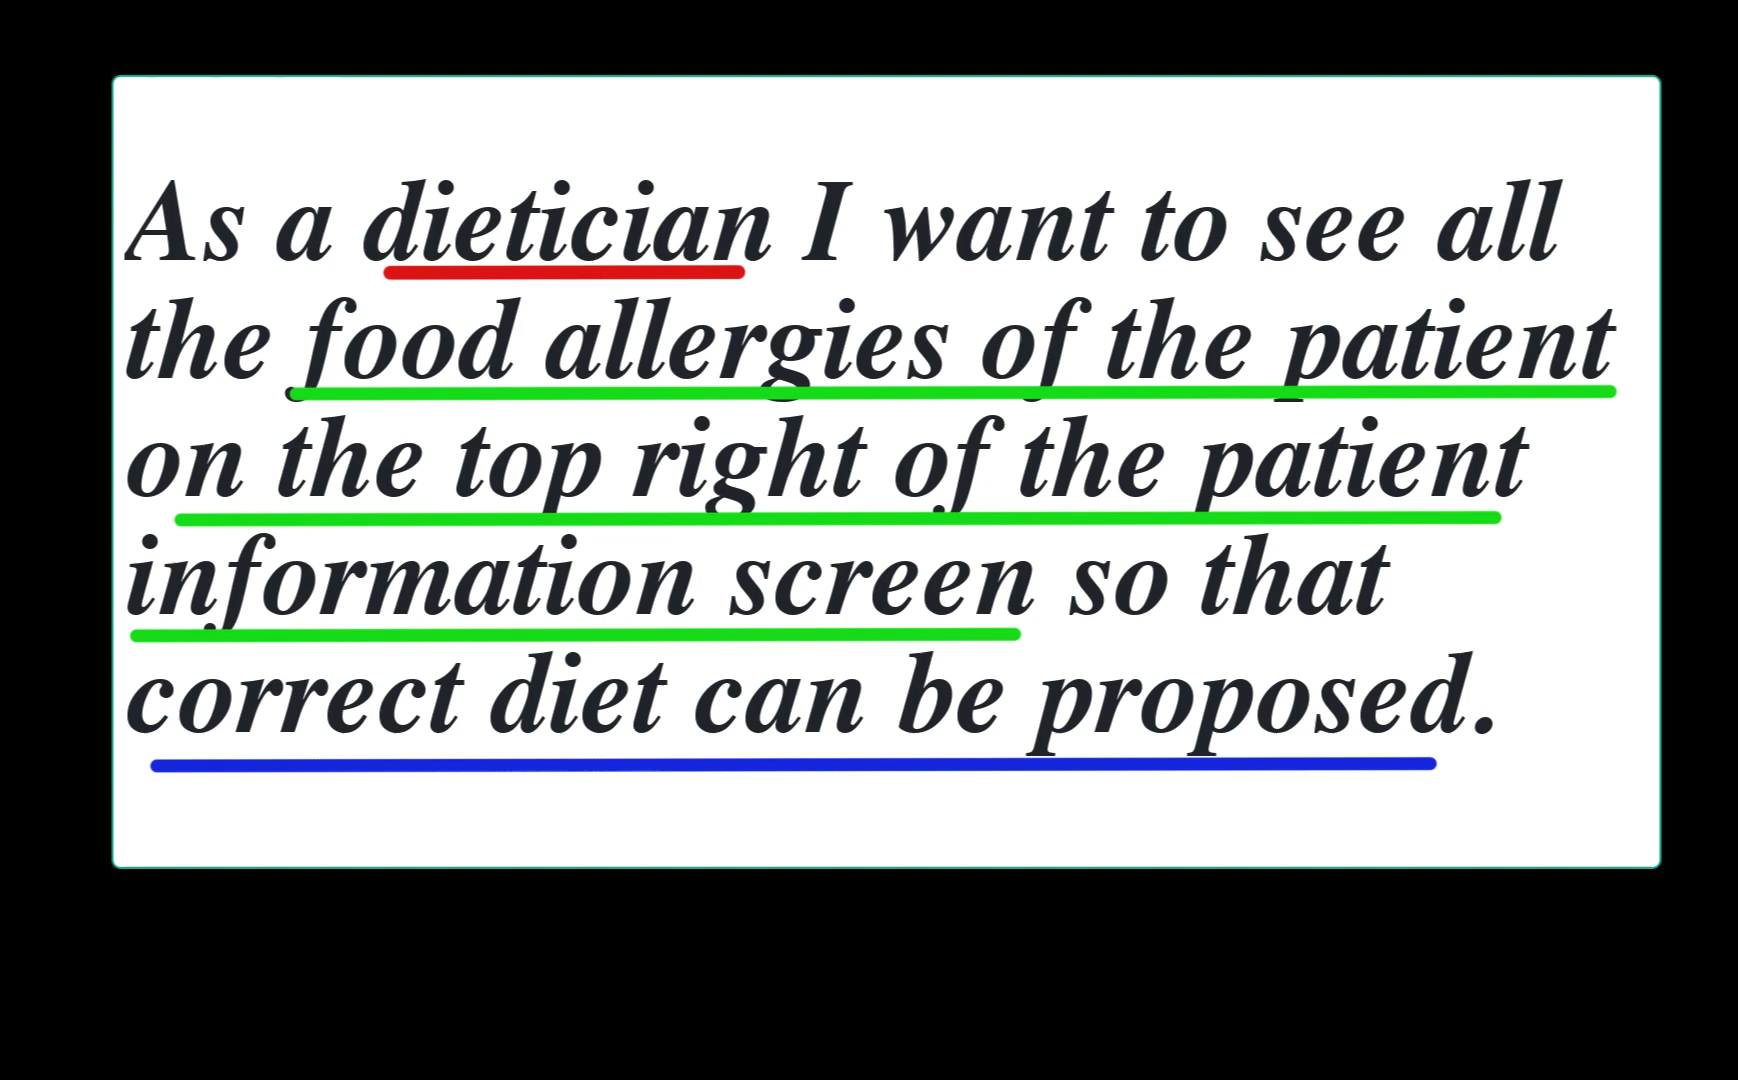 As a dietician I want to see all
the food allergies of the patient
on the top right of the patient
information screen so that
correct diet can be proposed.